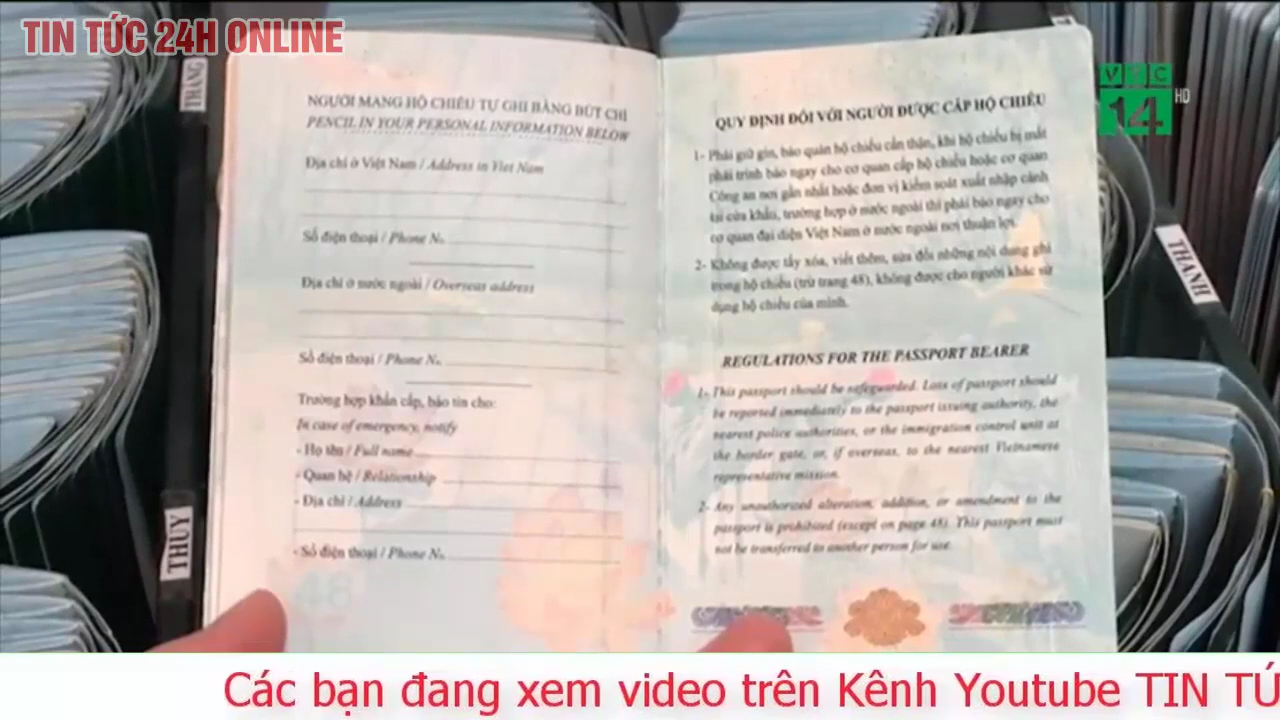 TIN TỨC 24H ONLINE
VTC
14
HD
THĂNG
THANH
THUY
NGƯỜI MANG HỘ CHIẾU TỰ GHI BẰNG BÚT CHÌ
PENCIL IN YOUR PERSONAL INFORMATION BELOW
Địa chỉ ở Việt Nam / Address in Viet Nam
Số điện thoại / Phone N.
Địa chỉ ở nước ngoài / Overseas address
Số điện thoại / Phone N.
Trường hợp khẩn cấp, báo tin cho:
In case of emergency, notify
- Họ tên / Full name
- Quan hệ / Relationship
- Địa chỉ / Address
- Số điện thoại / Phone N.
48
QUY ĐỊNH ĐỐI VỚI NGƯỜI ĐƯỢC CẤP HỘ CHIẾU
1- Phải giữ gìn, bảo quản hộ chiếu cẩn thận, khi hộ chiếu bị mất
phải trình báo ngay cho cơ quan cấp hộ chiếu hoặc cơ quan
Công an nơi gần nhất hoặc đơn vị kiểm soát xuất nhập cảnh
tại cửa khẩu, trường hợp ở nước ngoài thì phải báo ngay cho
cơ quan đại diện Việt Nam ở nước ngoài nơi thuận lợi.
2- Không được tẩy xóa, viết thêm, sửa đổi những nội dung ghi
trong hộ chiếu (trừ trang 48), không được cho người khác sử
dụng hộ chiếu của mình.
REGULATIONS FOR THE PASSPORT BEARER
1- This passport should be safeguarded. Loss of passport should
be reported immediately to the passport issuing authority, the
nearest police authorities, or the immigration control unit at
the border gate, or, if overseas, to the nearest Vietnamese
representative mission.
2- Any unauthorized alteration, addition, or amendment to the
passport is prohibited (except on page 48). This passport must
not be transferred to another person for use.
Các bạn đang xem video trên Kênh Youtube TIN TỨ